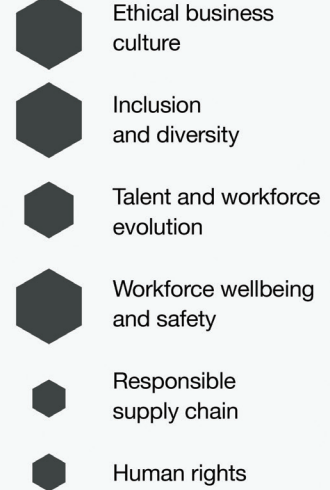 Ethical business
culture
Inclusion
and diversity
Talent and workforce
evolution
Workforce wellbeing
and safety
Responsible
supply chain
Human rights